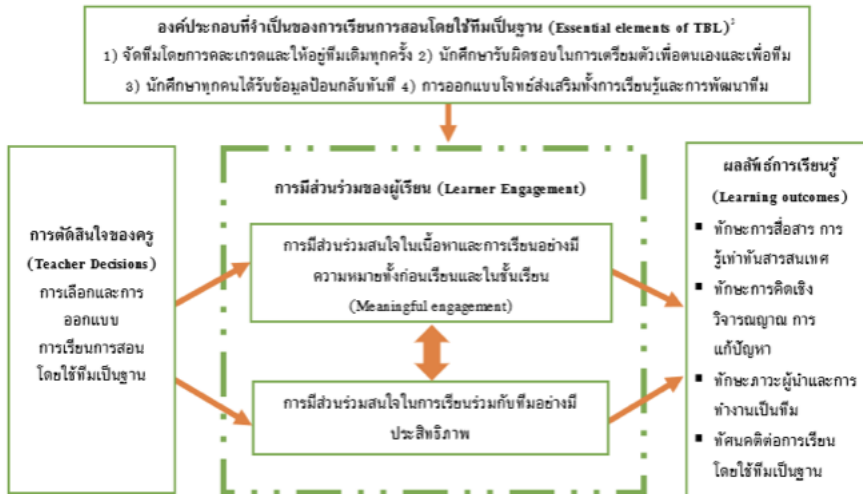 องค์ประกอบที่จำเป็นของการเรียนการสอนโดยใช้ทีมเป็นฐาน (Essential elements of TBL)²
1) จัดทีมโดยการคละเกรดและให้อยู่ทีมเดิมทุกครั้ง 2) นักศึกษารับผิดชอบในการเตรียมตัวเพื่อตนเองและเพื่อทีม
3) นักศึกษาทุกคนได้รับข้อมูลป้อนกลับทันที 4) การออกแบบโจทย์ส่งเสริมทั้งการเรียนรู้และการพัฒนาทีม
การตัดสินใจของครู
(Teacher Decisions)
การเลือกและการ
ออกแบบ
การเรียนการสอน
โดยใช้ทีมเป็นฐาน
การมีส่วนร่วมของผู้เรียน (Learner Engagement)
การมีส่วนร่วมสนใจในเนื้อหาและการเรียนอย่างมี
ความหมายทั้งก่อนเรียนและในชั้นเรียน
(Meaningful engagement)
การมีส่วนร่วมสนใจในการเรียนร่วมกับทีมอย่างมี
ประสิทธิภาพ
ผลลัพธ์การเรียนรู้
(Learning outcomes)
▪ ทักษะการสื่อสาร การ
รู้เท่าทันสารสนเทศ
▪ ทักษะการคิดเชิง
วิจารณญาณ การ
แก้ปัญหา
▪ ทักษะภาวะผู้นำและการ
ทำงานเป็นทีม
▪ ทัศนคติต่อการเรียน
โดยใช้ทีมเป็นฐาน